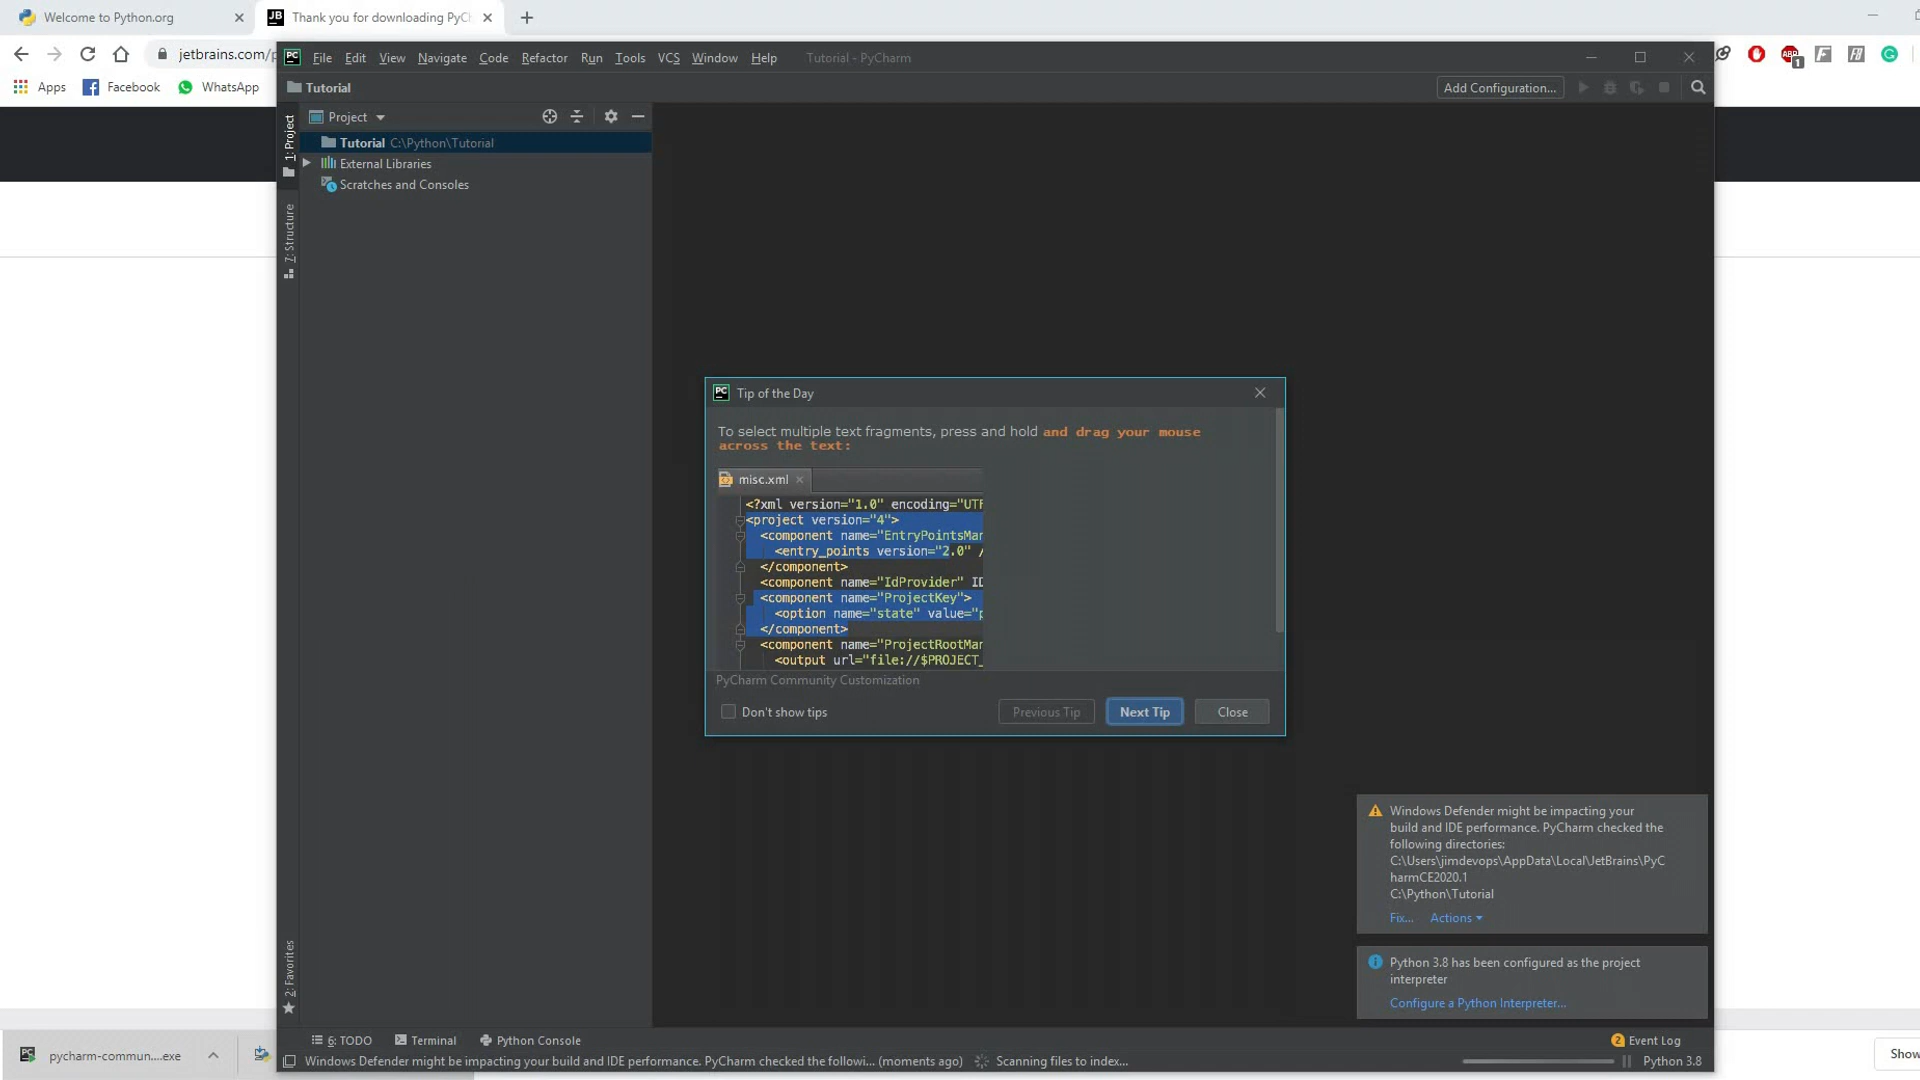 Welcome to Python.org
JB
Thank you for downloading PyC
jetbrains.com/p
Apps
Facebook
WhatsApp
ABP
1
PC
File Edit View Navigate Code Refactor Run Tools VCS Window Help
Tutorial - PyCharm
Tutorial
Add Configuration...
1: Project
7: Structure
2: Favorites
Project
Tutorial C:\Python\Tutorial
External Libraries
Scratches and Consoles
PC
Tip of the Day
To select multiple text fragments, press and hold and drag your mouse
across the text:
misc.xml
<?xml version="1.0" encoding="UTF
<project version="4">
<component name="EntryPointsMan
<entry_points version="2.0" /
</component>
<component name="IdProvider" ID
<component name="ProjectKey">
<option name="state" value="p
</component>
<component name="ProjectRootMan
<output url="file://$PROJECT_
PyCharm Community Customization
Don't show tips
Previous Tip
Next Tip
Close
Windows Defender might be impacting your
build and IDE performance. PyCharm checked the
following directories:
C:\Users\jimdevops\AppData\Local\JetBrains\PyC
harmCE2020.1
C:\Python\Tutorial
Fix... Actions
Python 3.8 has been configured as the project
interpreter
Configure a Python Interpreter...
6: TODO
Terminal
Python Console
2 Event Log
Windows Defender might be impacting your build and IDE performance. PyCharm checked the followi... (moments ago)
Scanning files to index...
Python 3.8
PC
pycharm-commun....exe
Show